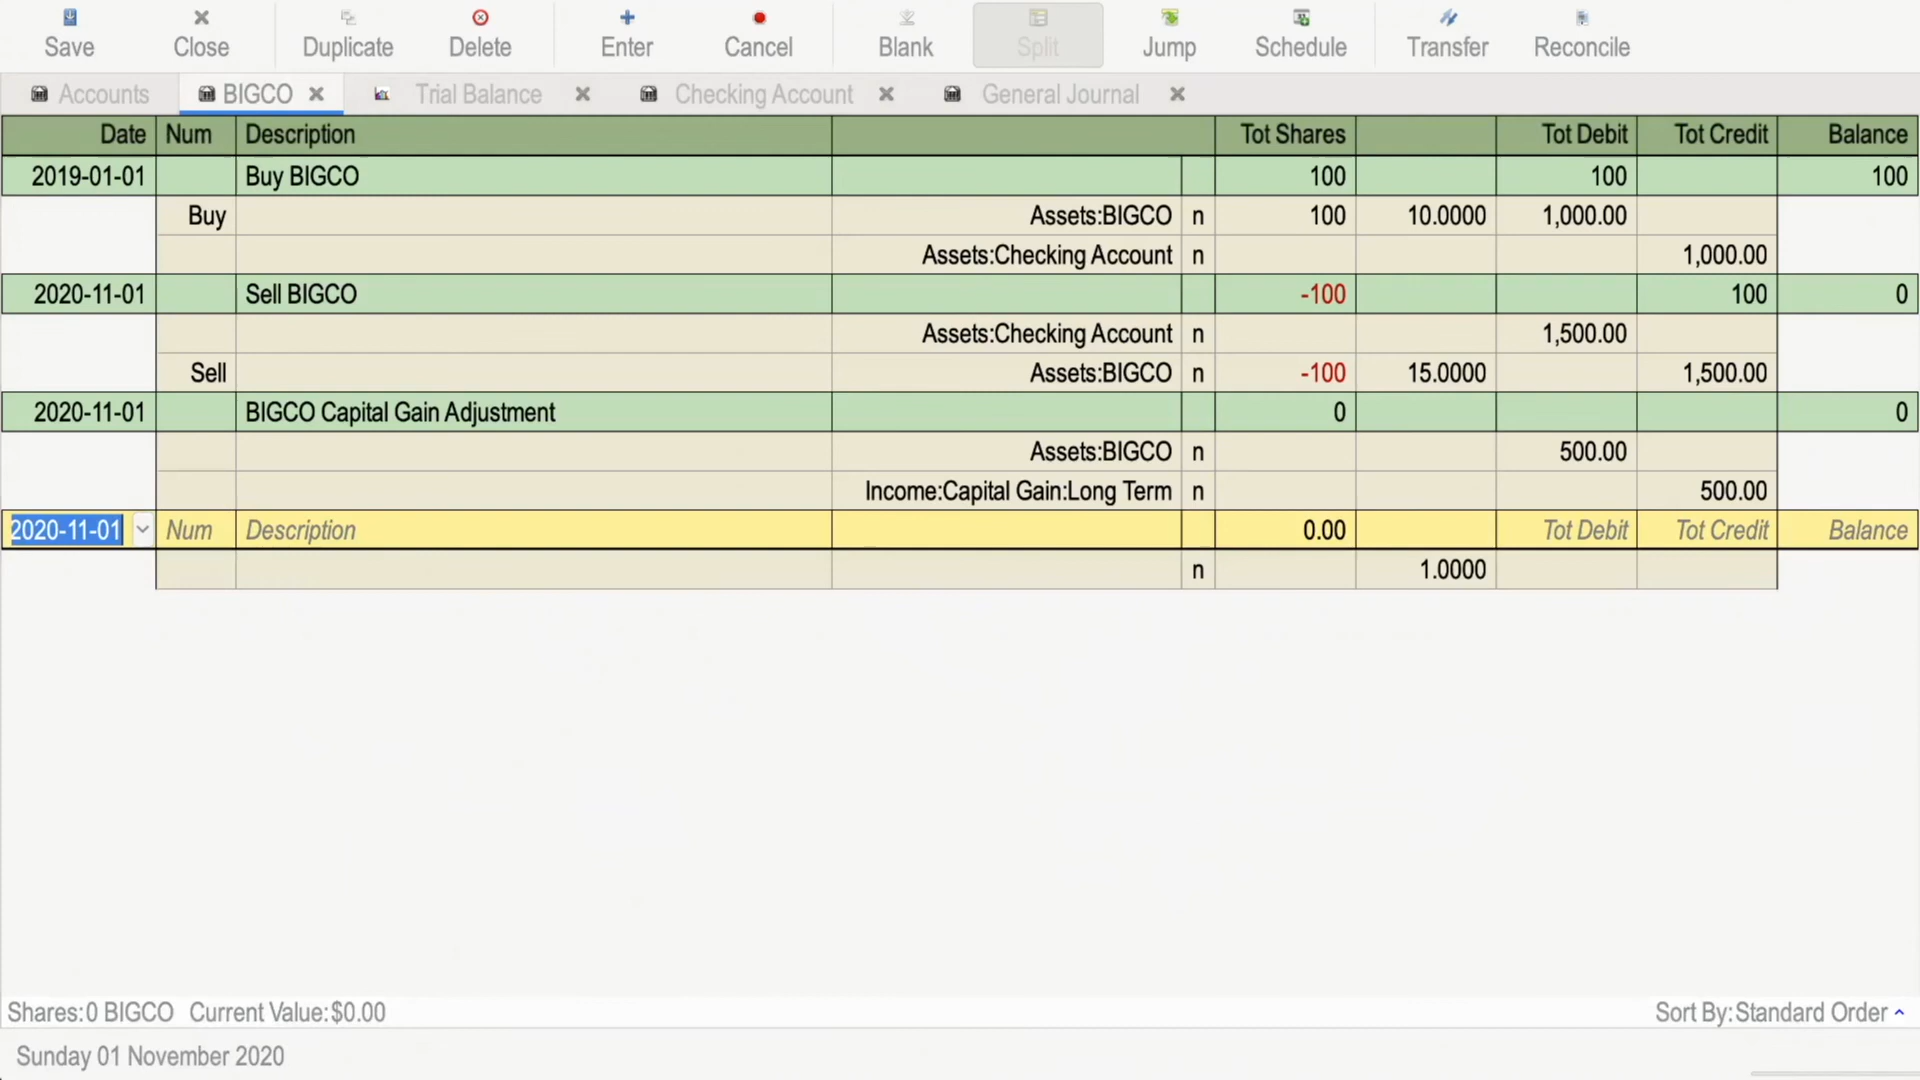 Save Close Duplicate Delete Enter Cancel Blank Split Jump Schedule Transfer Reconcile
Accounts BIGCO Trial Balance Checking Account General Journal
Date Num Description Tot Shares Tot Debit Tot Credit Balance
2019-01-01 Buy BIGCO 100 100 100
Buy Assets:BIGCO n 100 10.0000 1,000.00
Assets:Checking Account n 1,000.00
2020-11-01 Sell BIGCO -100 100 0
Assets:Checking Account n 1,500.00
Sell Assets:BIGCO n -100 15.0000 1,500.00
2020-11-01 BIGCO Capital Gain Adjustment 0 0
Assets:BIGCO n 500.00
Income:Capital Gain:Long Term n 500.00
2020-11-01 Num Description 0.00 Tot Debit Tot Credit Balance
n 1.0000
Shares:0 BIGCO Current Value:$0.00 Sort By:Standard Order
Sunday 01 November 2020